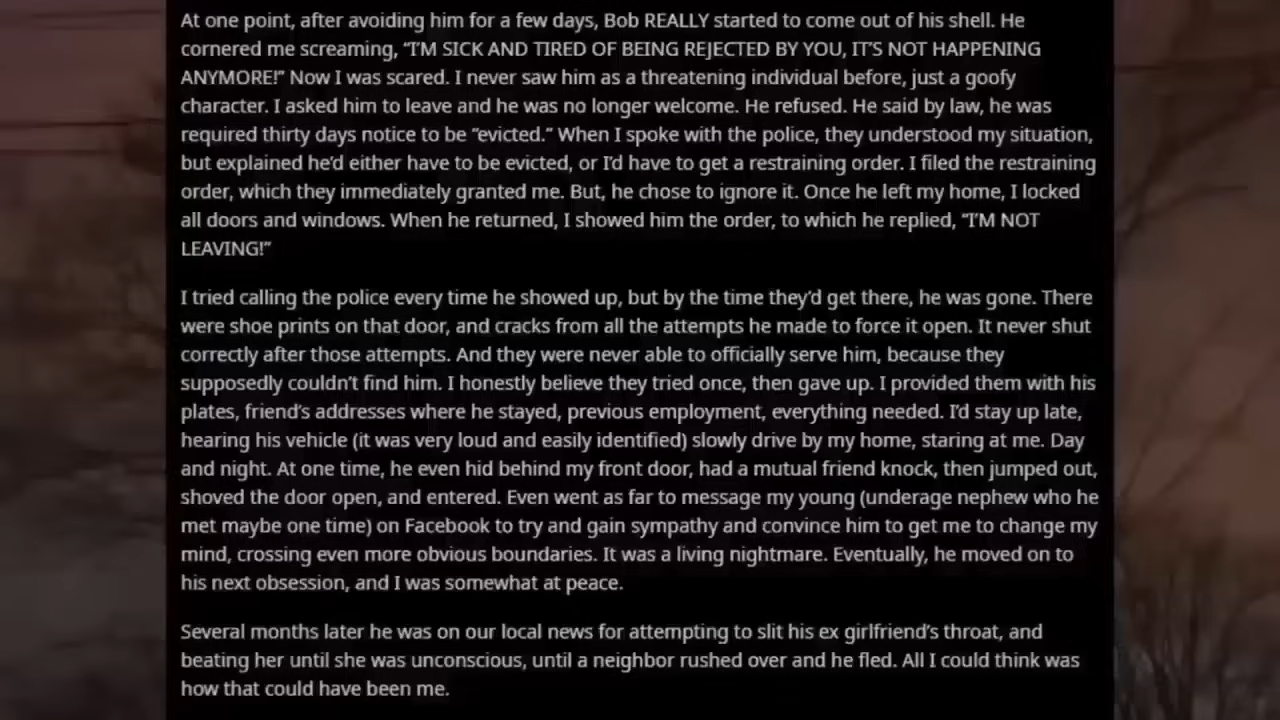 At one point, after avoiding him for a few days, Bob REALLY started to come out of his shell. He
cornered me screaming, “I’M SICK AND TIRED OF BEING REJECTED BY YOU, IT’S NOT HAPPENING
ANYMORE!” Now I was scared. I never saw him as a threatening individual before, just a goofy
character. I asked him to leave and he was no longer welcome. He refused. He said by law, he was
required thirty days notice to be “evicted.” When I spoke with the police, they understood my situation,
but explained he’d either have to be evicted, or I’d have to get a restraining order. I filed the restraining
order, which they immediately granted me. But, he chose to ignore it. Once he left my home, I locked
all doors and windows. When he returned, I showed him the order, to which he replied, “I’M NOT
LEAVING!”
I tried calling the police every time he showed up, but by the time they’d get there, he was gone. There
were shoe prints on that door, and cracks from all the attempts he made to force it open. It never shut
correctly after those attempts. And they were never able to officially serve him, because they
supposedly couldn’t find him. I honestly believe they tried once, then gave up. I provided them with his
plates, friend’s addresses where he stayed, previous employment, everything needed. I’d stay up late,
hearing his vehicle (it was very loud and easily identified) slowly drive by my home, staring at me. Day
and night. At one time, he even hid behind my front door, had a mutual friend knock, then jumped out,
shoved the door open, and entered. Even went as far to message my young (underage nephew who he
met maybe one time) on Facebook to try and gain sympathy and convince him to get me to change my
mind, crossing even more obvious boundaries. It was a living nightmare. Eventually, he moved on to
his next obsession, and I was somewhat at peace.
Several months later he was on our local news for attempting to slit his ex girlfriend’s throat, and
beating her until she was unconscious, until a neighbor rushed over and he fled. All I could think was
how that could have been me.